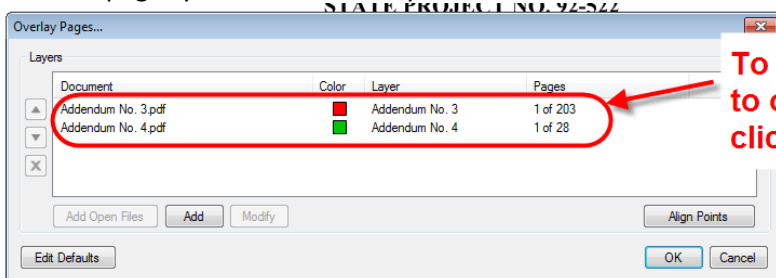 STATE PROJECT NO. 92-522
Overlay Pages...
Layers
Document Color Layer Pages
Addendum No. 3.pdf Addendum No. 3 1 of 203
Addendum No. 4.pdf Addendum No. 4 1 of 28
To
to
clic
Add Open Files Add Modify Align Points
Edit Defaults OK Cancel